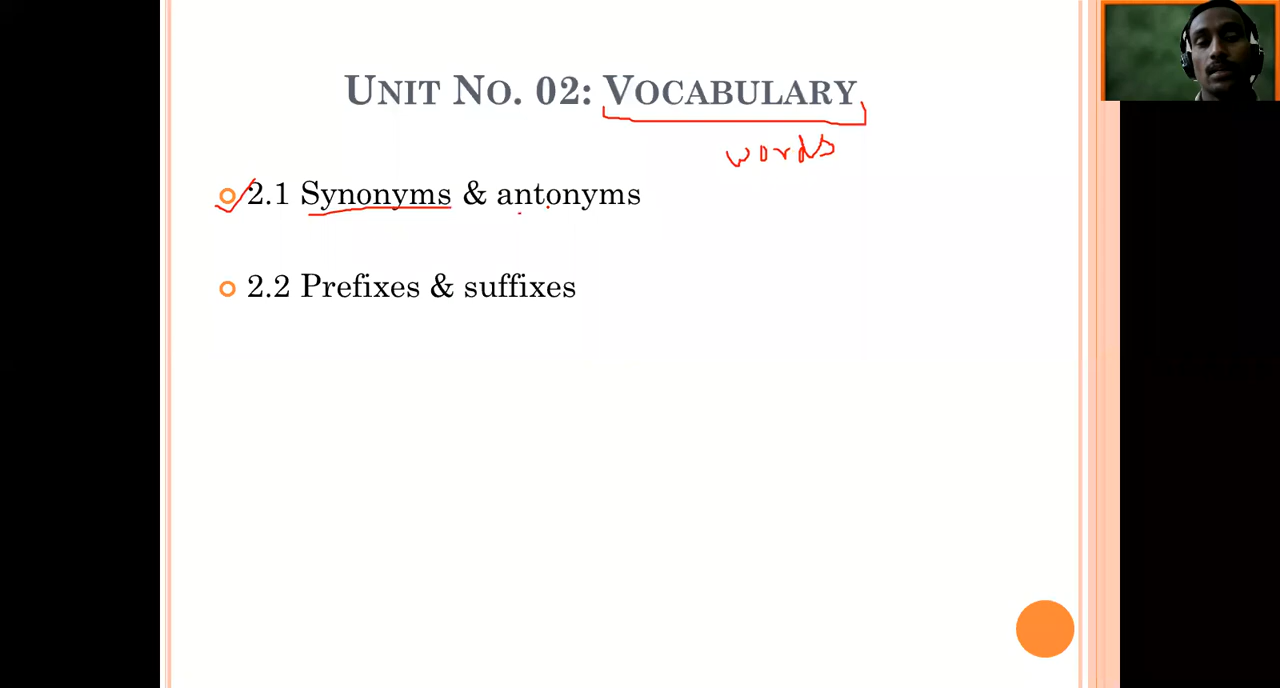 UNIT NO. 02: VOCABULARY
words
2.1 Synonyms & antonyms
2.2 Prefixes & suffixes